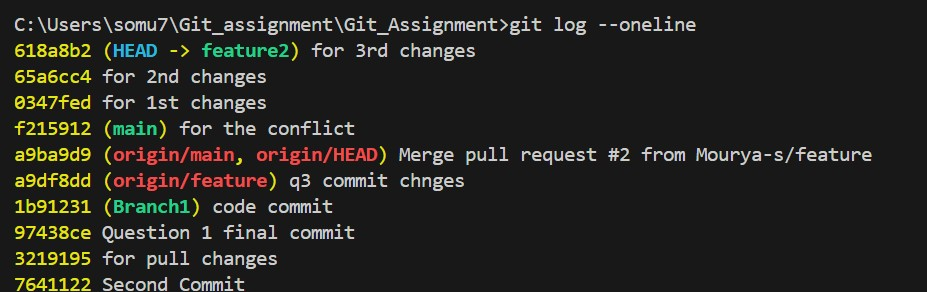 C:\Users\somu7\Git_assignment\Git_Assignment>git log --oneline
618a8b2 (HEAD -> feature2) for 3rd changes
65a6cc4 for 2nd changes
0347fed for 1st changes
f215912 (main) for the conflict
a9ba9d9 (origin/main, origin/HEAD) Merge pull request #2 from Mourya-s/feature
a9df8dd (origin/feature) q3 commit chnges
1b91231 (Branch1) code commit
97438ce Question 1 final commit
3219195 for pull changes
7641122 Second Commit